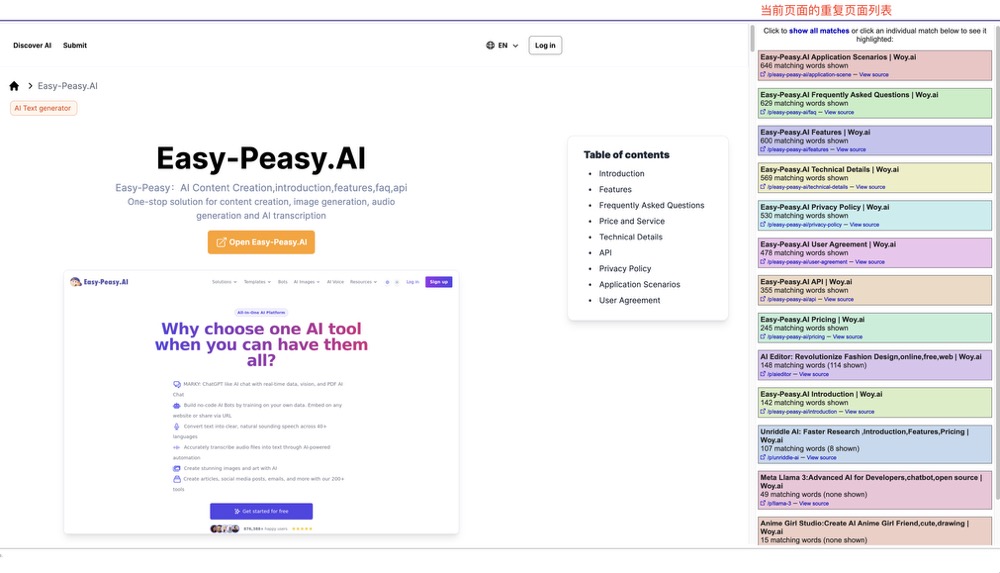 当前页面的重复页面列表
Discover AI
Submit
EN
Log in
Easy-Peasy.AI
AI Text generator
Easy-Peasy.AI
Easy-Peasy：AI Content Creation,introduction,features,faq,api
One-stop solution for content creation, image generation, audio
generation and AI transcription
Open Easy-Peasy.AI
Easy-Peasy.AI
Solutions
Templates
Bots
AI Images
AI Voice
Resources
Log in
Sign up
All-in-One AI Platform
Why choose one AI tool
when you can have them
all?
MARKY: ChatGPT like AI chat with real-time data, vision, and PDF AI
Chat
Build no-code AI Bots by training on your own data. Embed on any
website or share via URL
Convert text into clear, natural sounding speech across 40+
languages
Accurately transcribe audio files into text through AI-powered
automation
Create stunning images and art with AI
Create articles, social media posts, emails, and more with our 200+
tools
Get started for free
happy users
Table of contents
Introduction
Features
Frequently Asked Questions
Price and Service
Technical Details
API
Privacy Policy
Application Scenarios
User Agreement
Click to show all matches or click an individual match below to see it
highlighted:
Easy-Peasy.AI Application Scenarios | Woy.ai
646 matching words shown
/p/easy-peasy-ai/application-scene — View source
Easy-Peasy.AI Frequently Asked Questions | Woy.ai
629 matching words shown
/p/easy-peasy-ai/faq — View source
Easy-Peasy.AI Features | Woy.ai
600 matching words shown
/p/easy-peasy-ai/features — View source
Easy-Peasy.AI Technical Details | Woy.ai
569 matching words shown
/p/easy-peasy-ai/technical-details — View source
Easy-Peasy.AI Privacy Policy | Woy.ai
530 matching words shown
/p/easy-peasy-ai/privacy-policy — View source
Easy-Peasy.AI User Agreement | Woy.ai
478 matching words shown
/p/easy-peasy-ai/user-agreement — View source
Easy-Peasy.AI API | Woy.ai
355 matching words shown
/p/easy-peasy-ai/api — View source
Easy-Peasy.AI Pricing | Woy.ai
245 matching words shown
/p/easy-peasy-ai/pricing — View source
AI Editor: Revolutionize Fashion Design,online,free,web | Woy.ai
148 matching words (114 shown)
/p/aieditor — View source
Easy-Peasy.AI Introduction | Woy.ai
142 matching words shown
/p/easy-peasy-ai/introduction — View source
Unriddle AI: Faster Research ,Introduction,Features,Pricing |
Woy.ai
107 matching words (8 shown)
/p/unriddle-ai — View source
Meta Llama 3:Advanced AI for Developers,chatbot,open source |
Woy.ai
49 matching words (none shown)
/p/llama-3 — View source
Anime Girl Studio:Create AI Anime Girl Friend,cute,drawing |
Woy.ai
15 matching words (none shown)